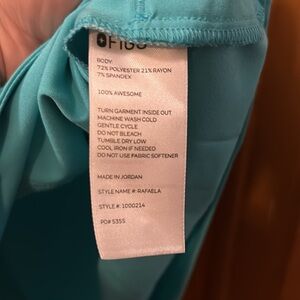 FIGS
BODY
72% POLYESTER 21% RAYON
7% SPANDEX
100% AWESOME
TURN GARMENT INSIDE OUT
MACHINE WASH COLD
GENTLE CYCLE
DO NOT BLEACH
TUMBLE DRY LOW
COOL IRON IF NEEDED
DO NOT USE FABRIC SOFTENER
MADE IN JORDAN
STYLE NAME #: RAFAELA
STYLE #: 1000214
PO# 5355